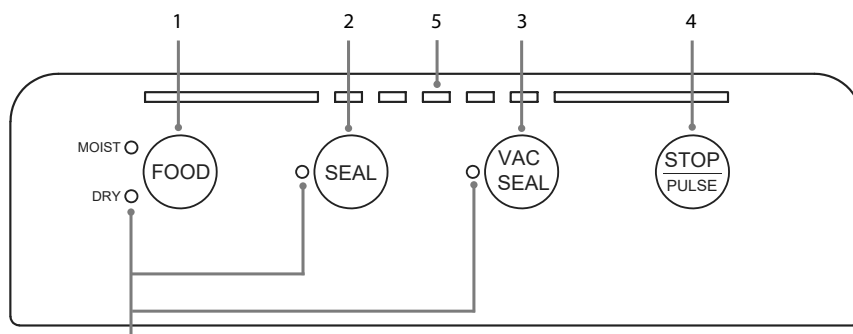 1 2 5 3 4
MOIST
FOOD
DRY
SEAL
VAC
SEAL
STOP
PULSE